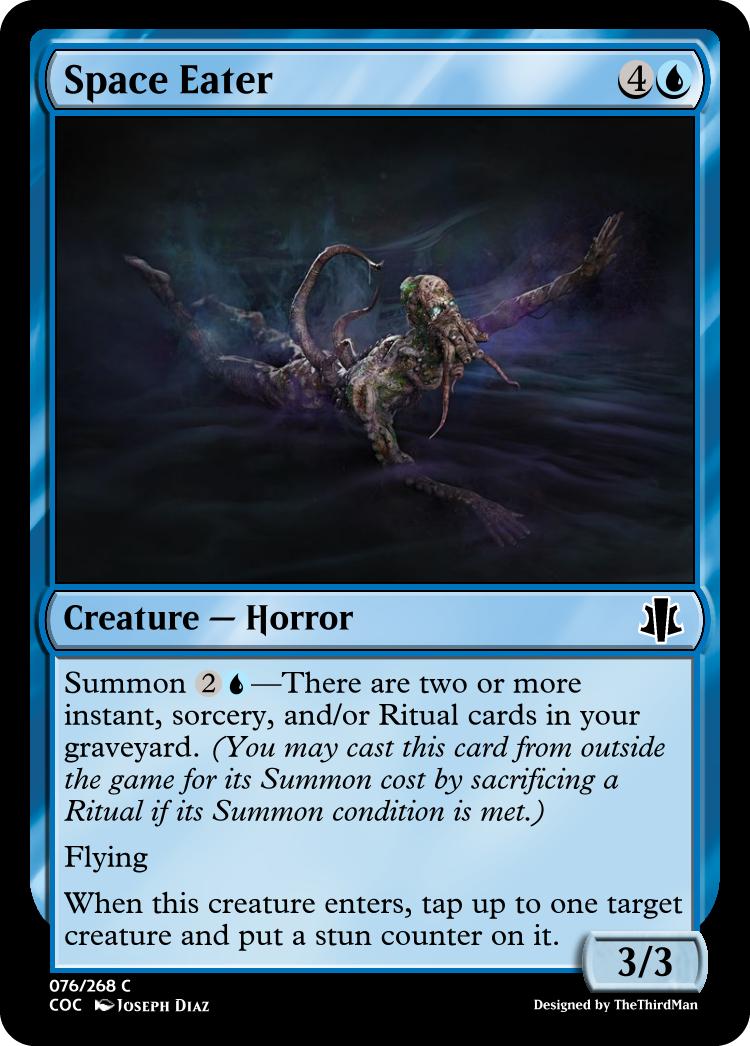 Space Eater 4
Creature — Horror
Summon 2 —There are two or more
instant, sorcery, and/or Ritual cards in your
graveyard. (You may cast this card from outside
the game for its Summon cost by sacrificing a
Ritual if its Summon condition is met.)
Flying
When this creature enters, tap up to one target
creature and put a stun counter on it.
3/3
076/268 C
COC Joseph Diaz
Designed by TheThirdMan